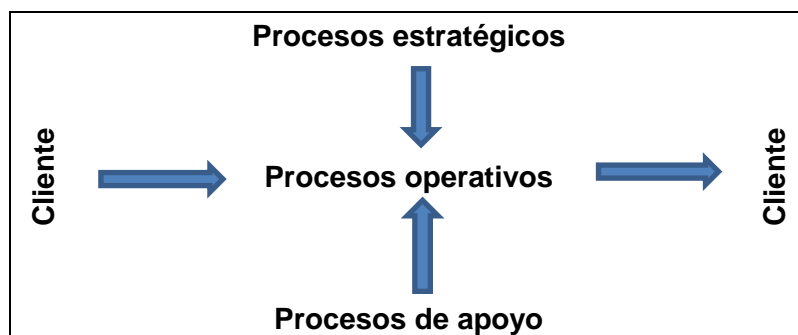 Procesos estratégicos
Cliente
Procesos operativos
Cliente
Procesos de apoyo